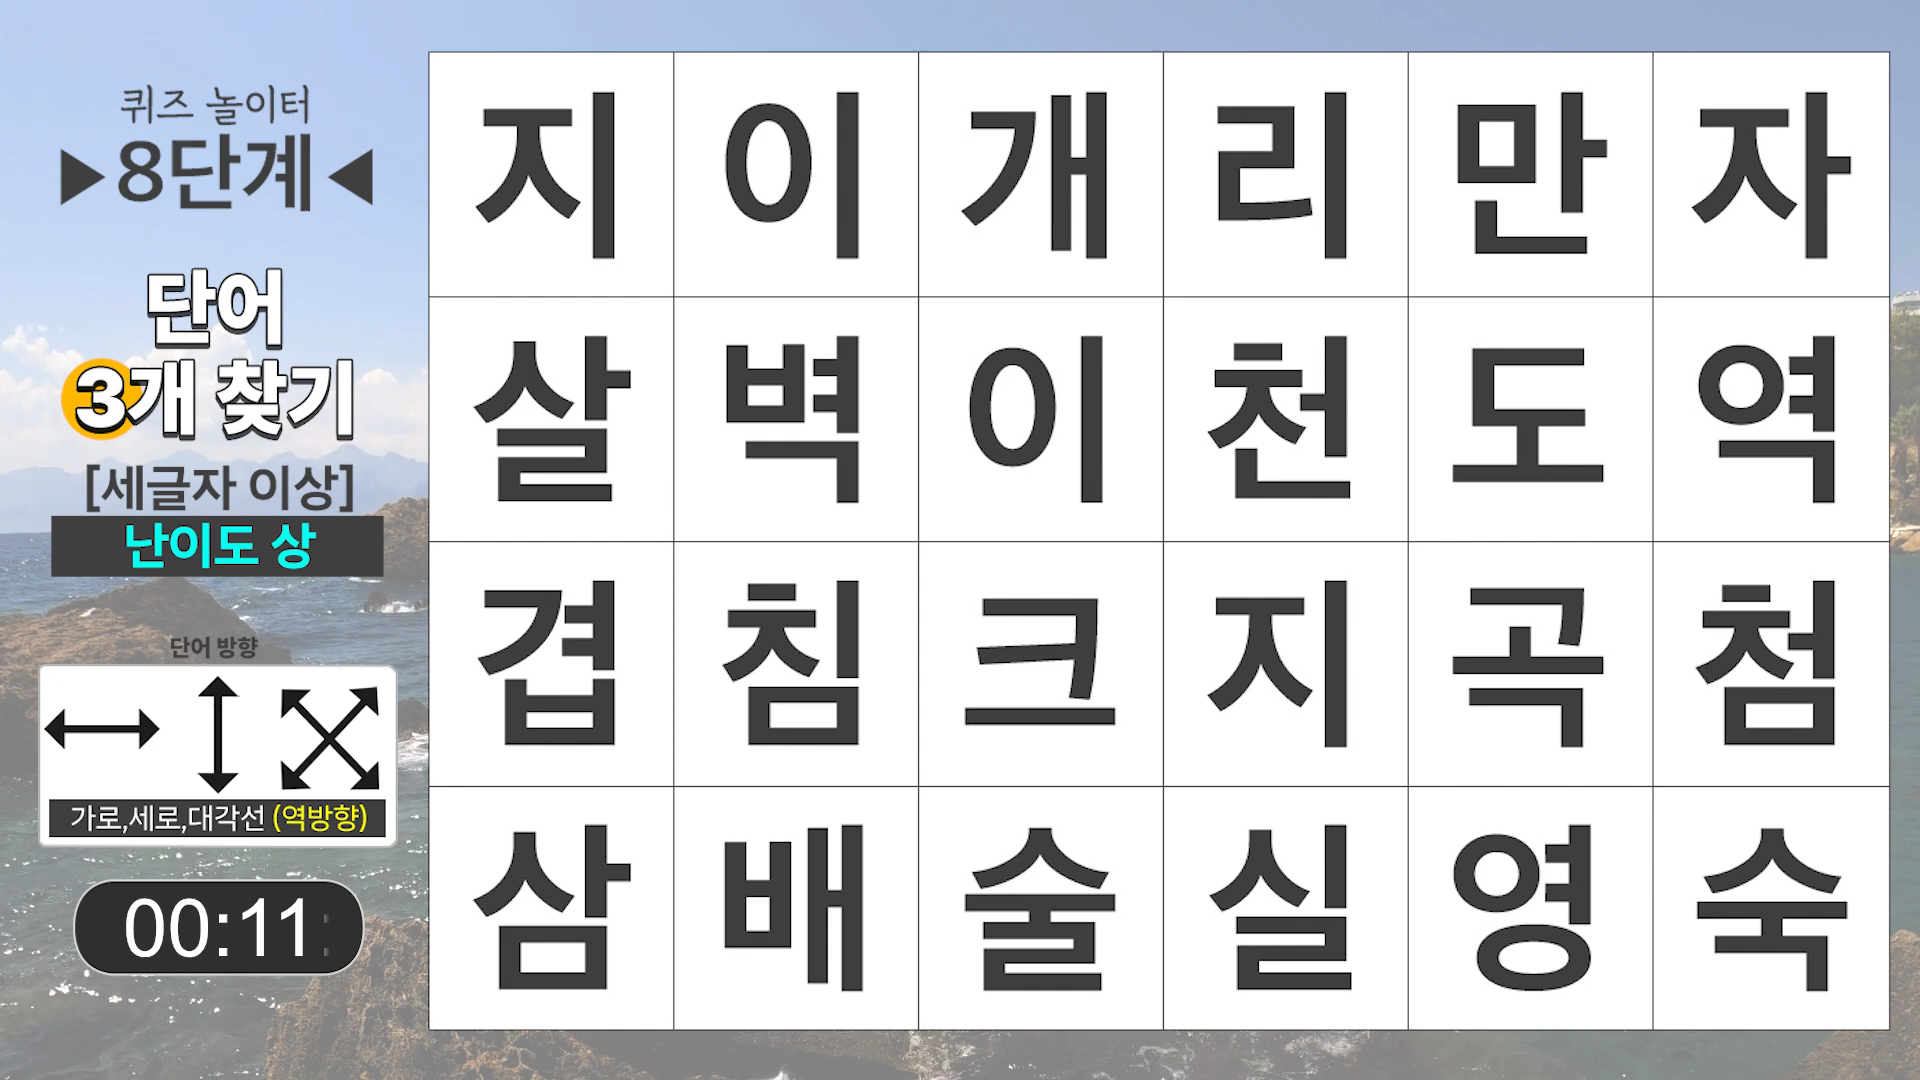 퀴즈 놀이터
▶8단계◀
단어
3개 찾기
[세글자 이상]
난이도 상
단어 방향
가로,세로,대각선 (역방향)
00:11
지 이 개 리 만 자
살 벽 이 천 도 역
겹 침 크 지 곡 첨
삼 배 술 실 영 숙